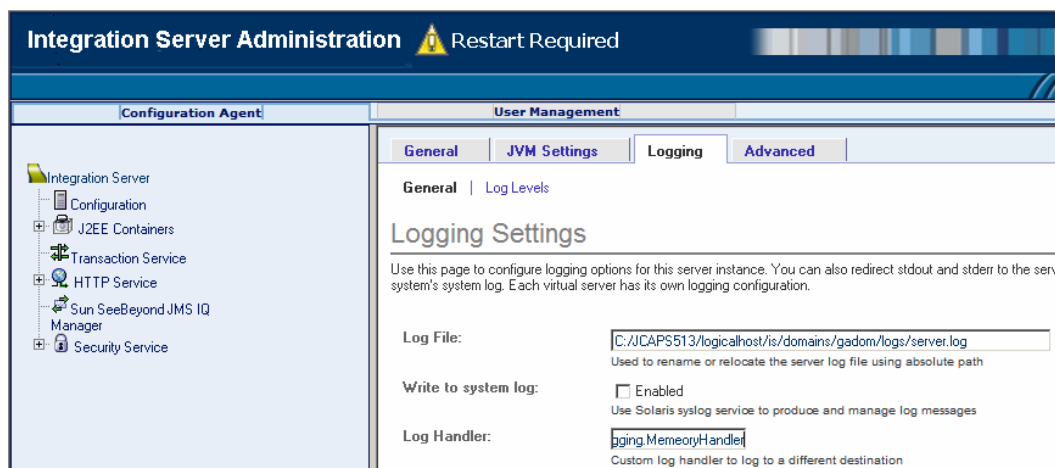 Integration Server Administration Restart Required
Configuration Agent User Management
General JVM Settings Logging Advanced
General | Log Levels
Integration Server
Configuration
J2EE Containers
Transaction Service
HTTP Service
Sun SeeBeyond JMS IQ
Manager
Security Service
Logging Settings
Use this page to configure logging options for this server instance. You can also redirect stdout and stderr to the serv
system's system log. Each virtual server has its own logging configuration.
Log File: C:/JCAPS513/logicalhost/is/domains/gadom/logs/server.log
Used to rename or relocate the server log file using absolute path
Write to system log: Enabled
Use Solaris syslog service to produce and manage log messages
Log Handler: gging.MemeoryHandler
Custom log handler to log to a different destination